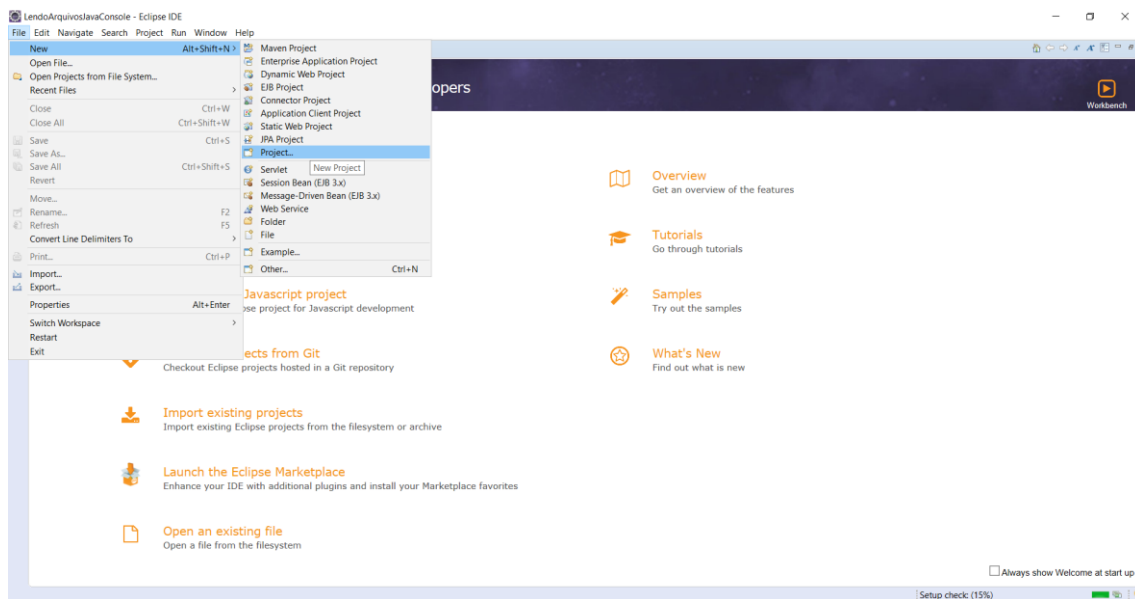 LendoArquivosJavaConsole - Eclipse IDE
File Edit Navigate Search Project Run Window Help
New Alt+Shift+N >
Open File...
Open Projects from File System...
Recent Files >
Close Ctrl+W
Close All Ctrl+Shift+W
Save Ctrl+S
Save As...
Save All Ctrl+Shift+S
Revert
Move...
Rename... F2
Refresh F5
Convert Line Delimiters To >
Print... Ctrl+P
Import...
Export...
Properties Alt+Enter
Switch Workspace >
Restart
Exit
Maven Project
Enterprise Application Project
Dynamic Web Project
EJB Project
Connector Project
Application Client Project
Static Web Project
JPA Project
Project...
New Project
Servlet
Session Bean (EJB 3.x)
Message-Driven Bean (EJB 3.x)
Web Service
Folder
File
Example...
Other... Ctrl+N
opers
Workbench
Javascript project
ose project for Javascript development
ects from Git
Checkout Eclipse projects hosted in a Git repository
Import existing projects
Import existing Eclipse projects from the filesystem or archive
Launch the Eclipse Marketplace
Enhance your IDE with additional plugins and install your Marketplace favorites
Open an existing file
Open a file from the filesystem
Overview
Get an overview of the features
Tutorials
Go through tutorials
Samples
Try out the samples
What's New
Find out what is new
Always show Welcome at start up
Setup check: (15%)